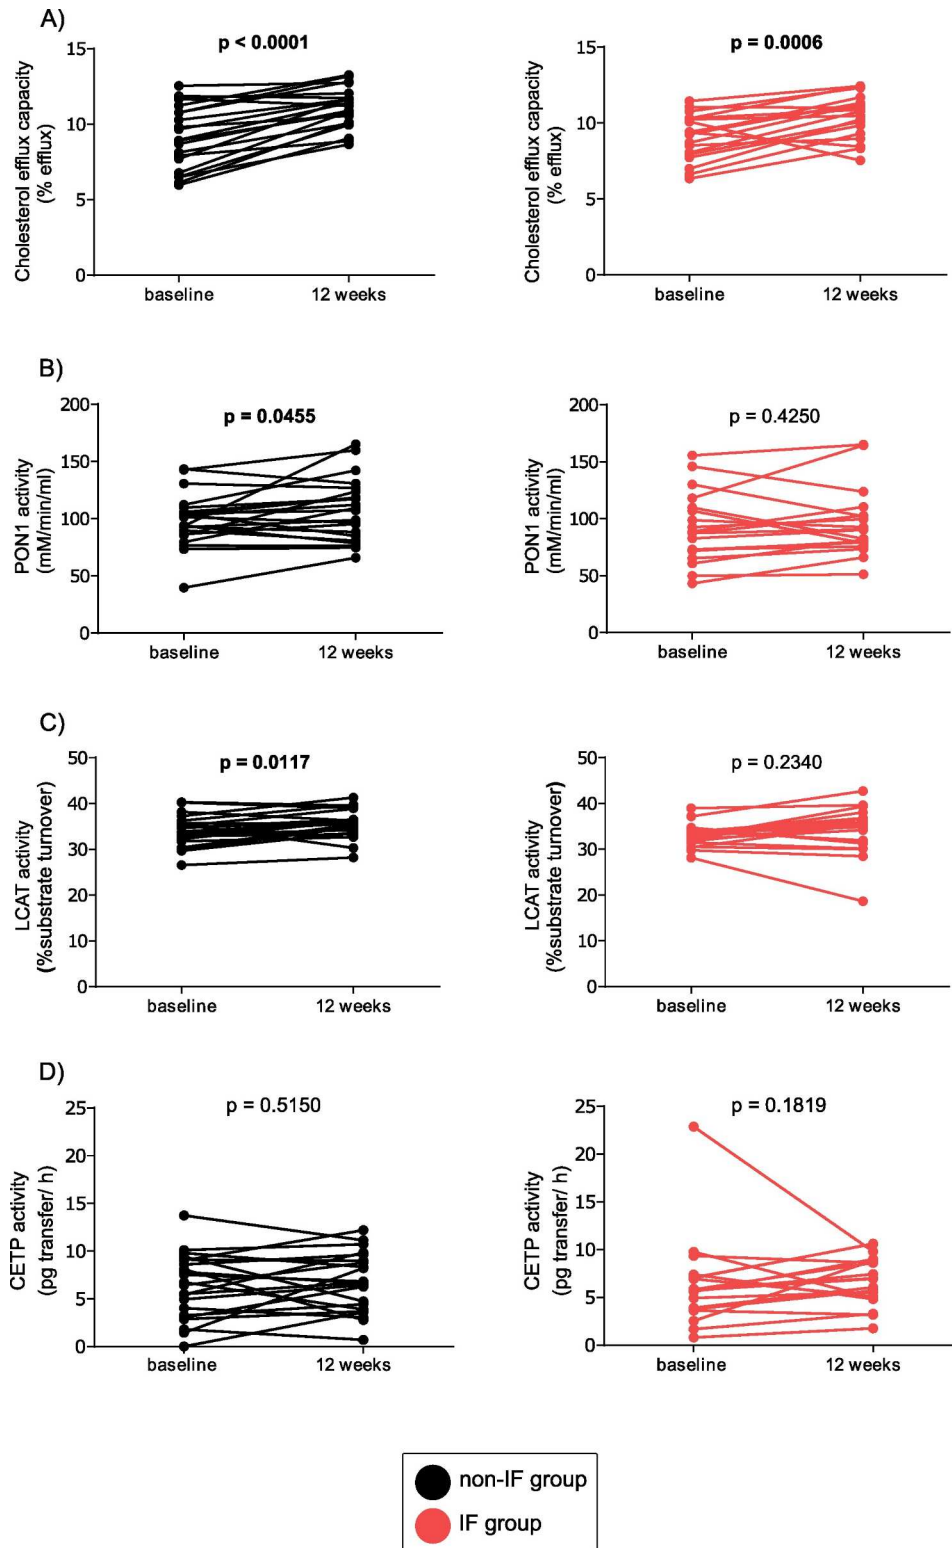 A)
p < 0.0001
p = 0.0006
Cholesterol efflux capacity
(% efflux)
15
10
5
0
baseline
12 weeks
Cholesterol efflux capacity
(% efflux)
15
10
5
0
baseline
12 weeks
B)
p = 0.0455
p = 0.4250
PON1 activity
(mM/min/ml)
200
150
100
50
0
baseline
12 weeks
PON1 activity
(mM/min/ml)
200
150
100
50
0
baseline
12 weeks
C)
p = 0.0117
p = 0.2340
LCAT activity
(%substrate turnover)
50
40
30
20
10
0
baseline
12 weeks
LCAT activity
(%substrate turnover)
50
40
30
20
10
0
baseline
12 weeks
D)
p = 0.5150
p = 0.1819
CETP activity
(pg transfer/ h)
25
20
15
10
5
0
baseline
12 weeks
CETP activity
(pg transfer/ h)
25
20
15
10
5
0
baseline
12 weeks
non-IF group
IF group